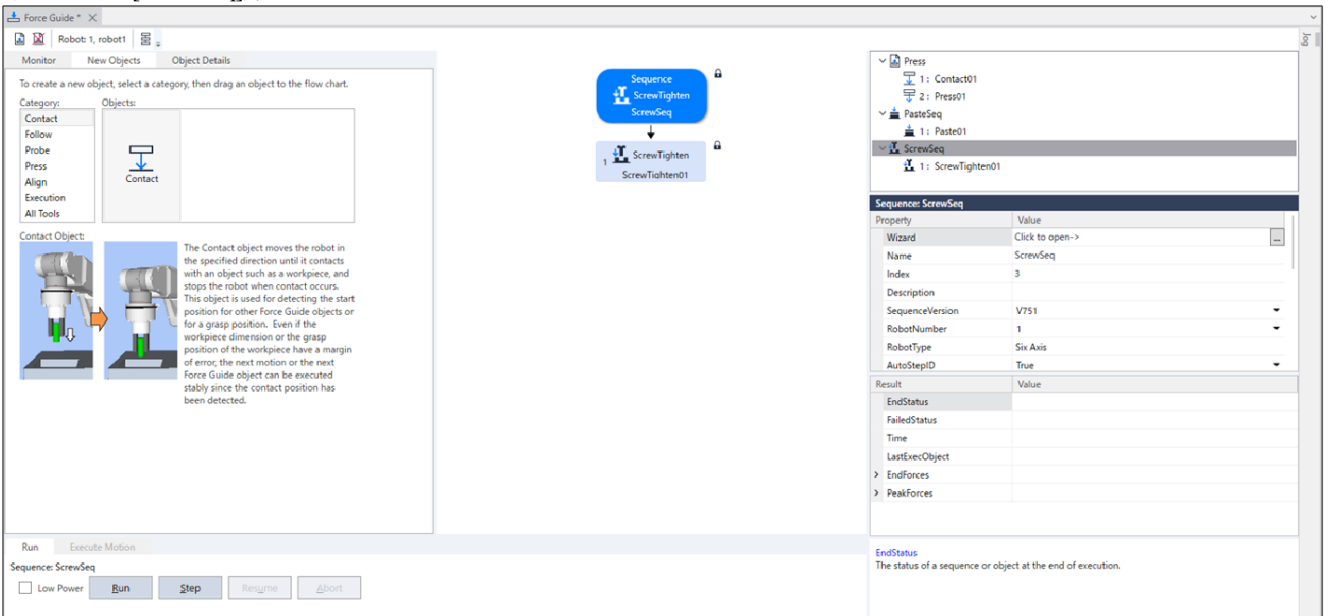 Force Guide *
Robot: 1, robot1
Jog
Monitor
New Objects
Object Details
To create a new object, select a category, then drag an object to the flow chart.
Category:
Objects:
Contact
Follow
Probe
Press
Align
Execution
All Tools
Contact
Contact Object:
The Contact object moves the robot in
the specified direction until it contacts
with an object such as a workpiece, and
stops the robot when contact occurs.
This object is used for detecting the start
position for other Force Guide objects or
for a grasp position. Even if the
workpiece dimension or the grasp
position of the workpiece have a margin
of error, the next motion or the next
Force Guide object can be executed
stably since the contact position has
been detected.
Sequence
ScrewTighten
ScrewSeq
1
ScrewTighten
ScrewTighten01
Press
1: Contact01
2: Press01
PasteSeq
1: Paste01
ScrewSeq
1: ScrewTighten01
Sequence: ScrewSeq
Property Value
Wizard Click to open-> ...
Name ScrewSeq
Index 3
Description
SequenceVersion V751
RobotNumber 1
RobotType Six Axis
AutoStepID True
Result Value
EndStatus
FailedStatus
Time
LastExecObject
EndForces
PeakForces
EndStatus
The status of a sequence or object at the end of execution.
Run
Execute Motion
Sequence: ScrewSeq
Low Power
Run
Step
Resume
Abort